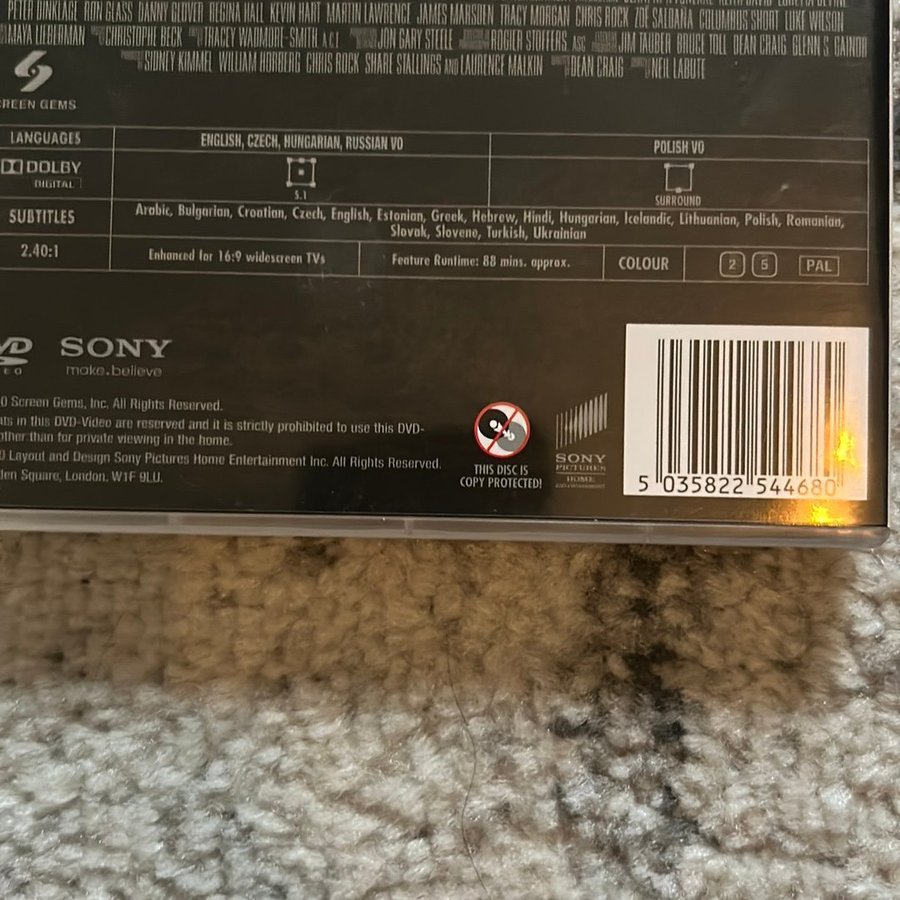 PETER DINKLAGE RON GLASS DANNY GLOVER REGINA HALL KEVIN HART MARTIN LAWRENCE JAMES MARSDEN TRACY MORGAN CHRIS ROCK ZOË SALDANA COLUMBUS SHORT LUKE WILSON
CHRISTOPHE BECK TRACEY WADMORE-SMITH JON GARY STEELE ROGER STOFFERS, ASC JIM TAUBER BRUCE TOLL DEAN CRAIG GLENN S. GAINOR
SIDNEY KIMMEL WILLIAM HORBERG CHRIS ROCK SHARE STALLINGS AND LAURENCE MALKIN DEAN CRAIG NEIL LABUTE
REEN GEMS
LANGUAGES ENGLISH, CZECH, HUNGARIAN, RUSSIAN VO POLISH VO
DOLBY
DIGITAL
5.1 SURROUND
SUBTITLES Arabic, Bulgarian, Croatian, Czech, English, Estonian, Greek, Hebrew, Hindi, Hungarian, Icelandic, Lithuanian, Polish, Romanian,
Slovak, Slovene, Turkish, Ukrainian
2.40:1 Enhanced for 16:9 widescreen TVs Feature Runtime: 88 mins. approx. COLOUR 2 5 PAL
SONY
make.believe
0 Screen Gems, Inc. All Rights Reserved.
ts in this DVD-Video are reserved and it is strictly prohibited to use this DVD-
other than for private viewing in the home.
Layout and Design Sony Pictures Home Entertainment Inc. All Rights Reserved.
den Square, London. W1F 9LU.
THIS DISC IS
COPY PROTECTED!
SONY
PICTURES
HOME
5 035822 544680